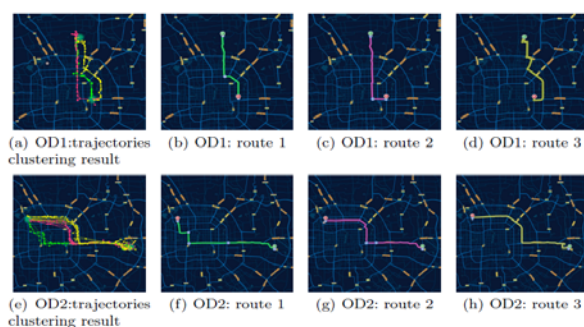 (a) OD1:trajectories clustering result
(b) OD1: route 1
(c) OD1: route 2
(d) OD1: route 3
(e) OD2:trajectories clustering result
(f) OD2: route 1
(g) OD2: route 2
(h) OD2: route 3